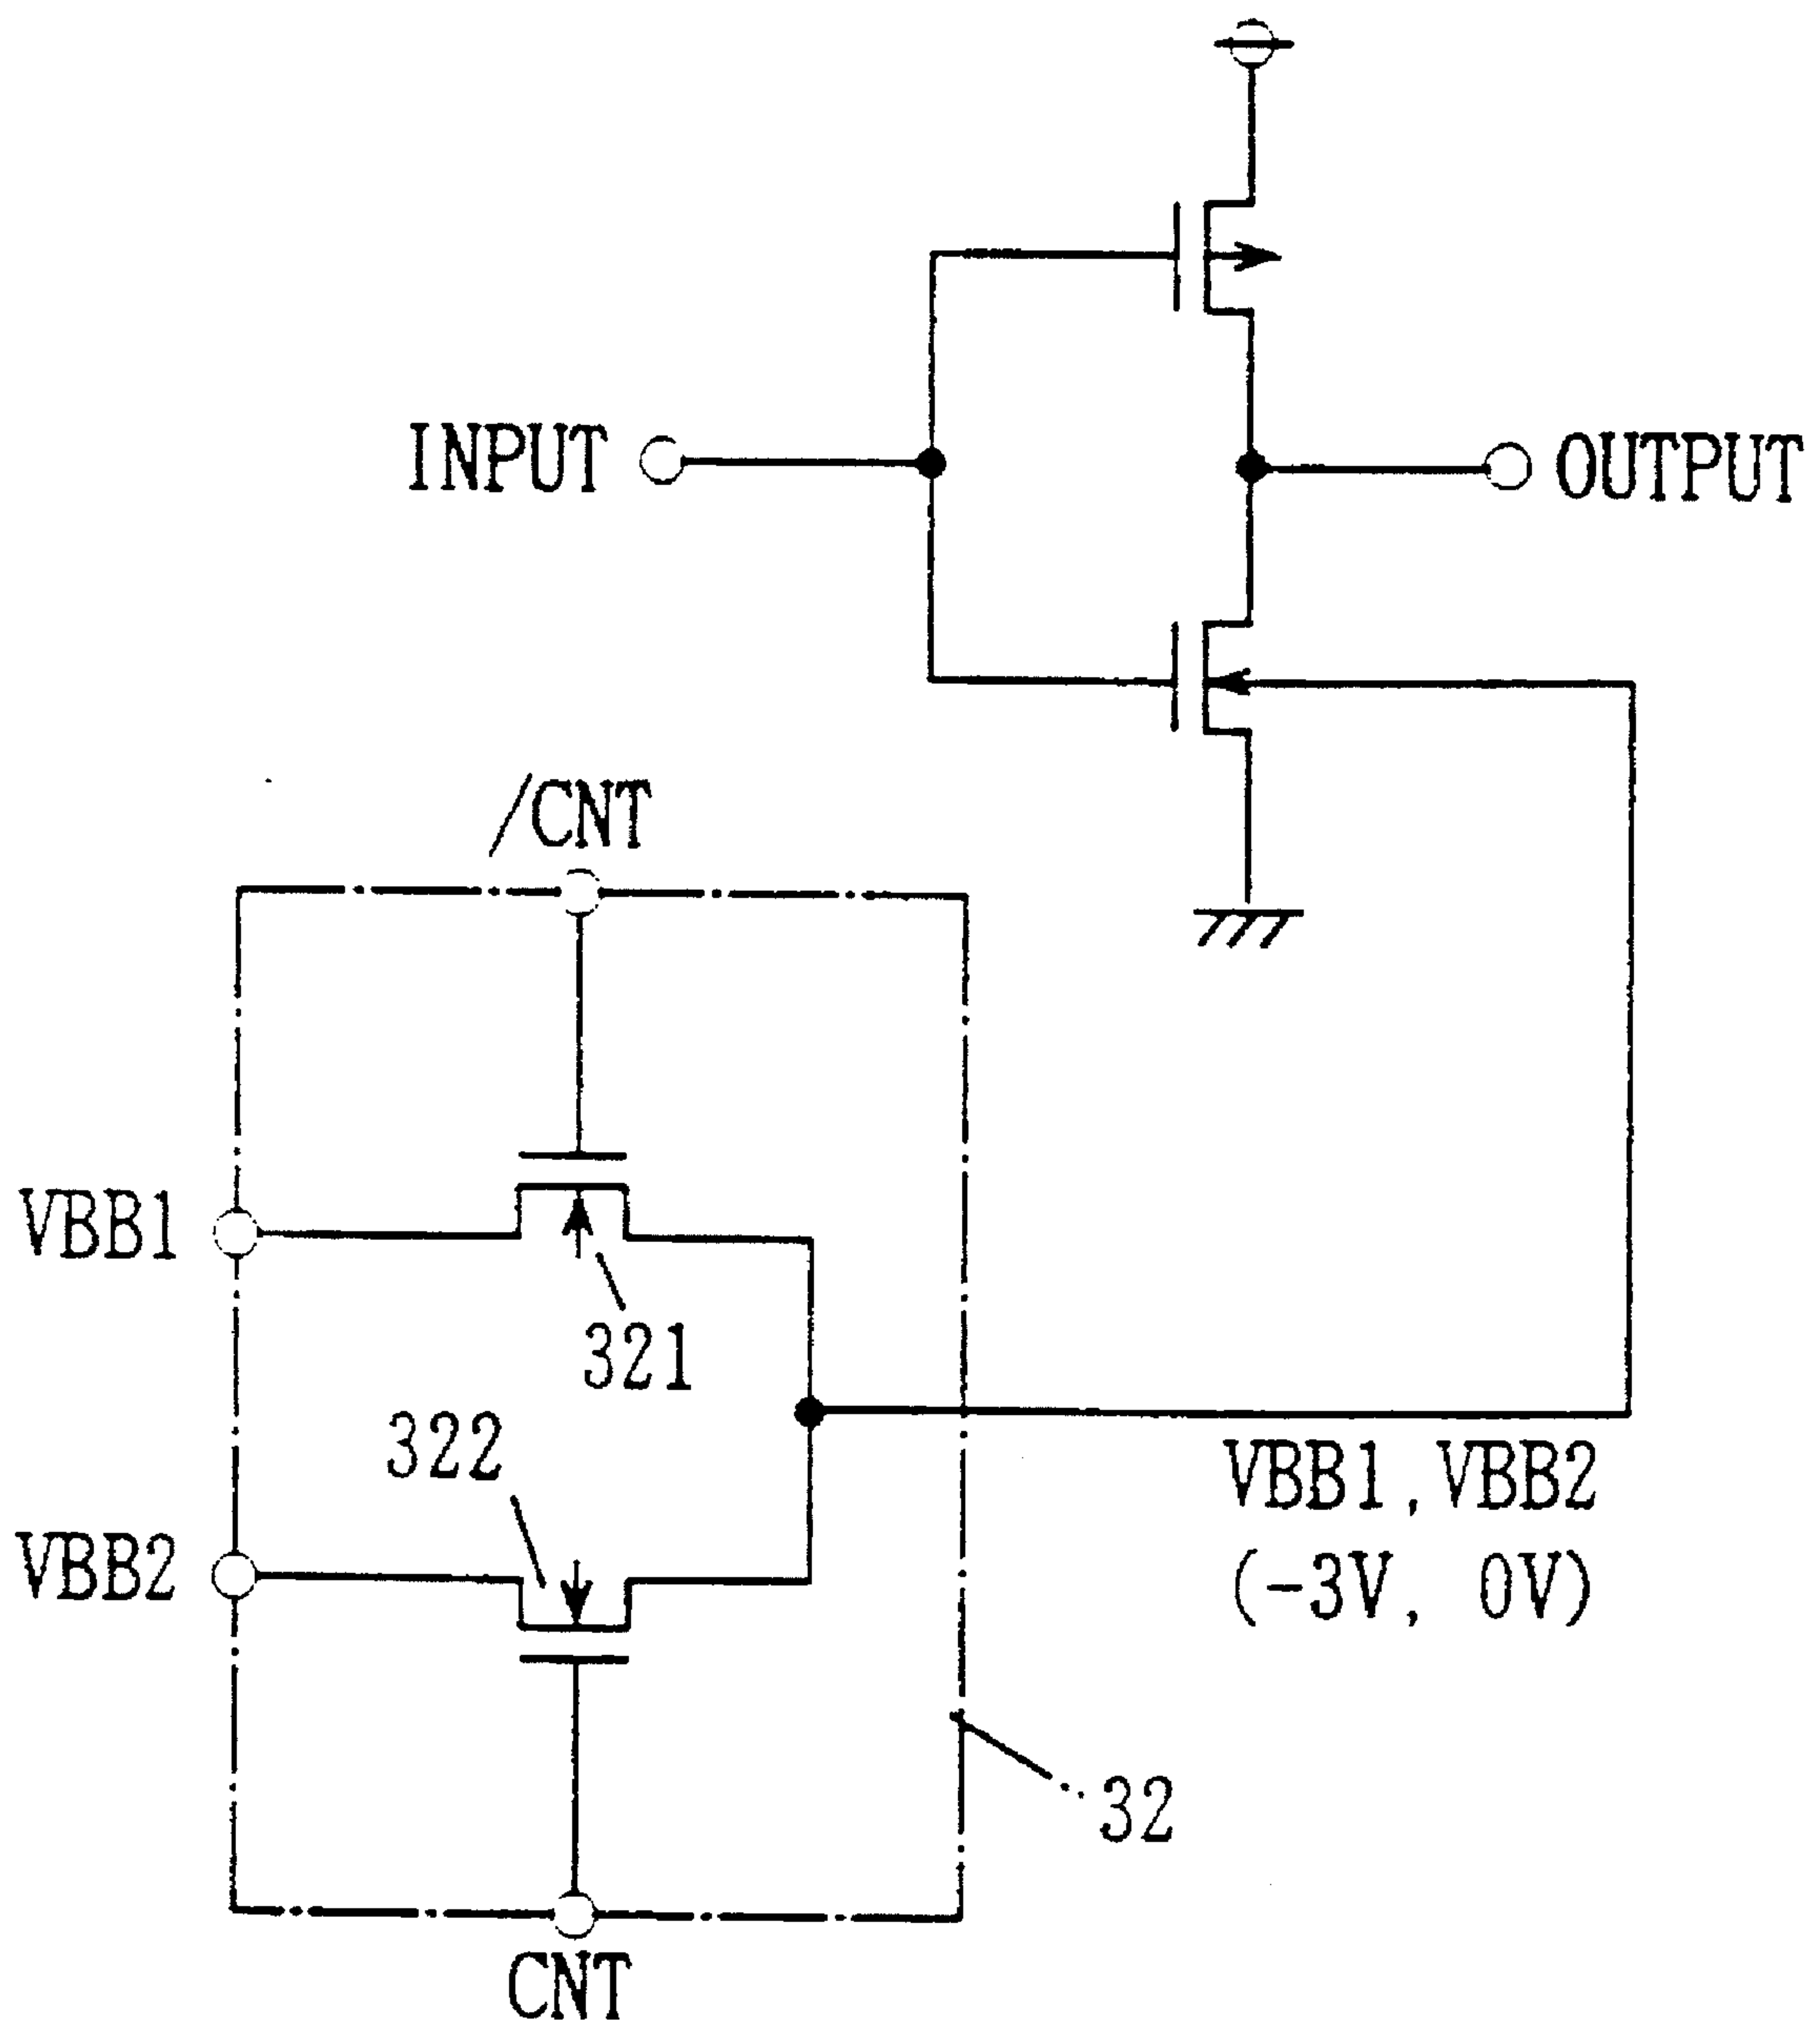 INPUT
OUTPUT
/CNT
VBB1
321
322
VBB1, VBB2
VBB2
(-3V, 0V)
32
CNT